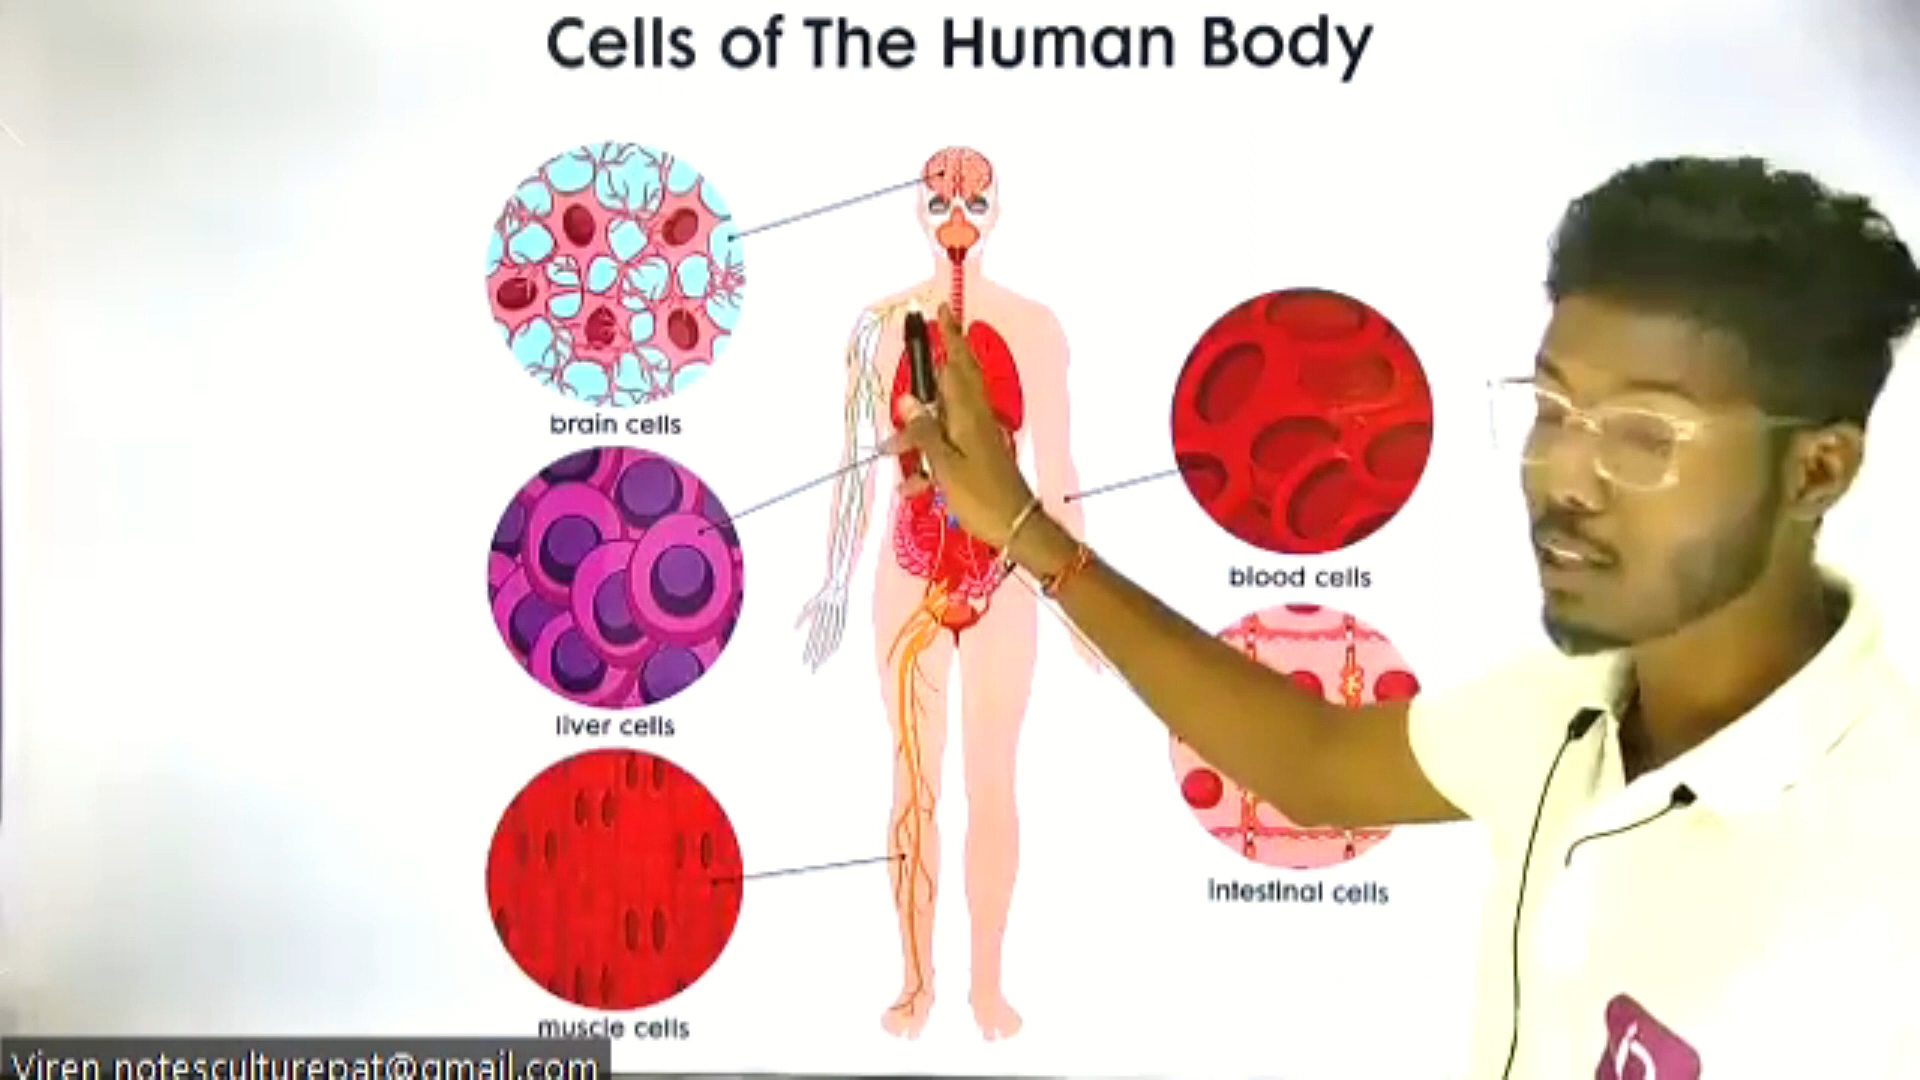 Cells of The Human Body
brain cells
liver cells
blood cells
intestinal cells
muscle cells
Viren notesculturepat@gmail.com